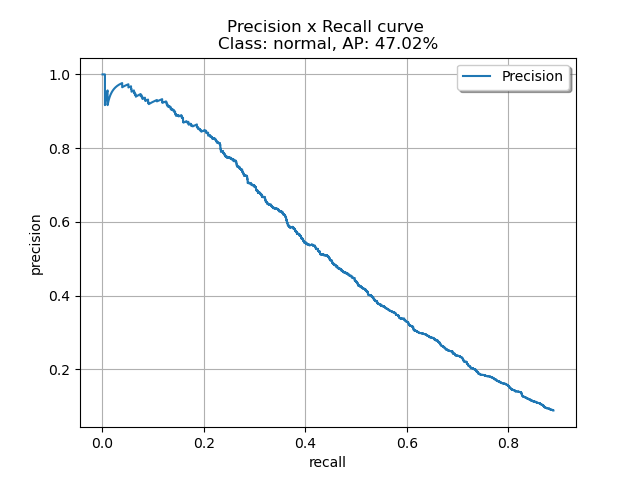 Precision x Recall curve
Class: normal, AP: 47.02%
Precision
1.0
0.8
0.6
0.4
0.2
precision
0.0 0.2 0.4 0.6 0.8
recall